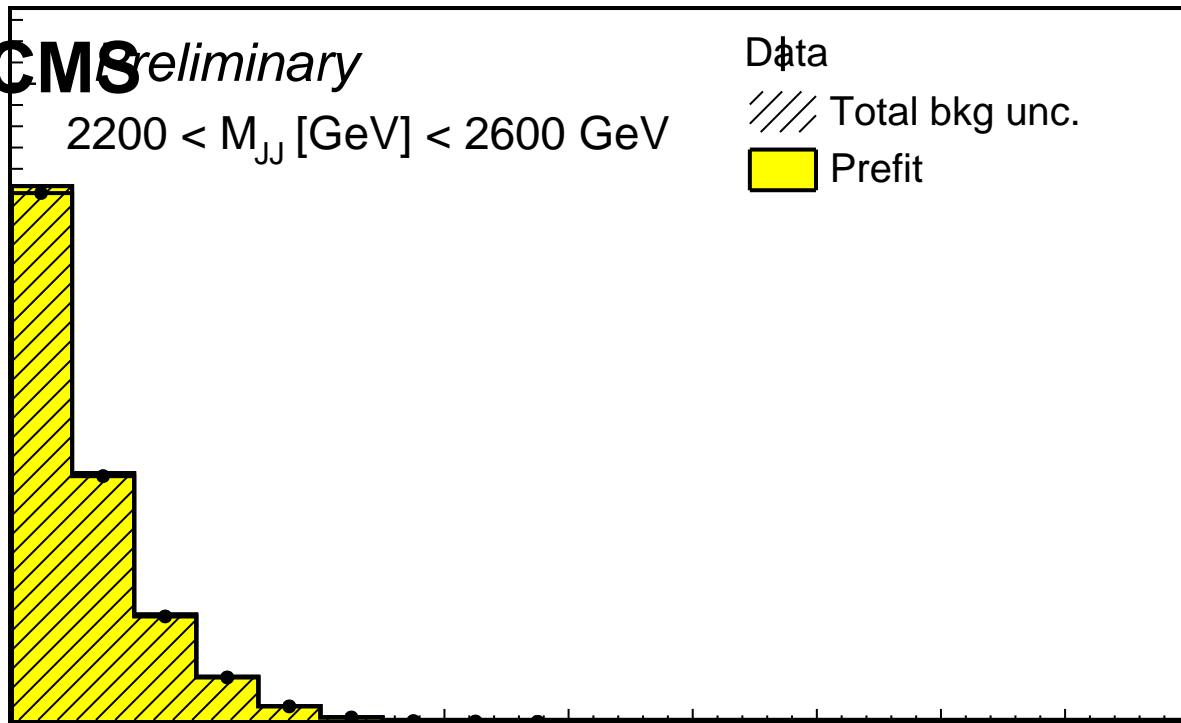 CMS Preliminary
2200 < M_JJ [GeV] < 2600 GeV
Data
Total bkg unc.
Prefit